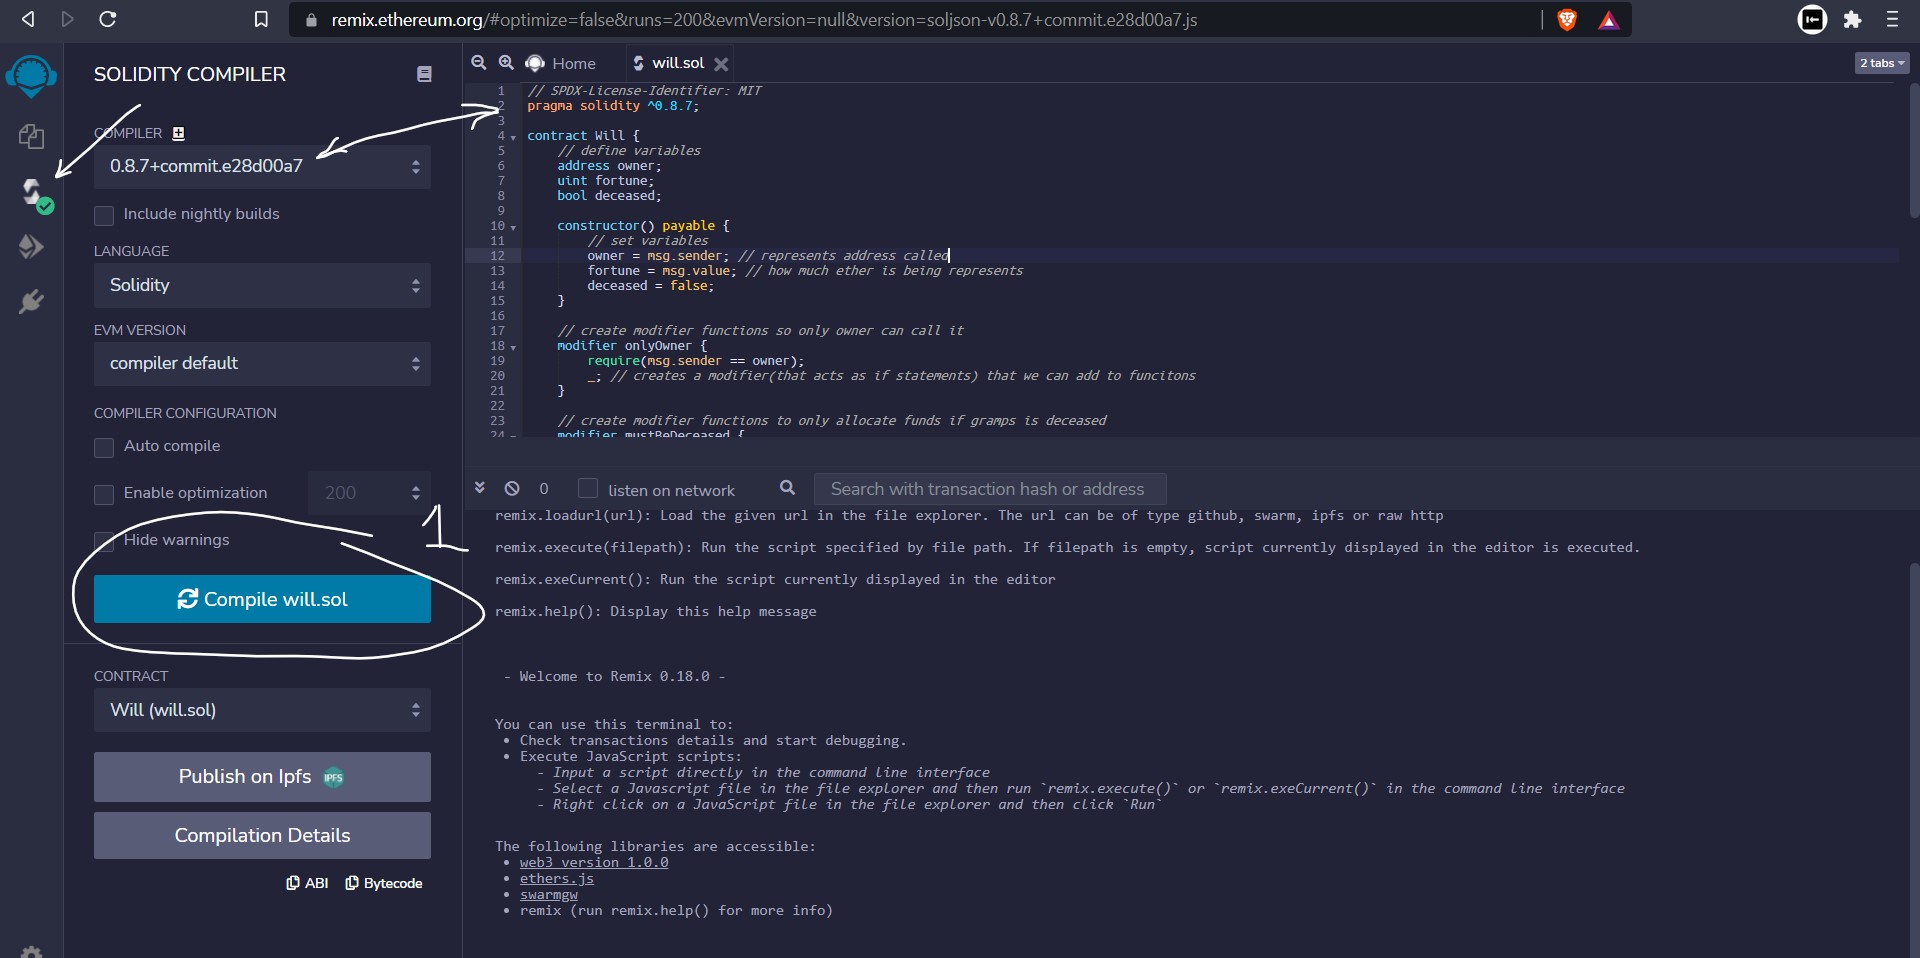 remix.ethereum.org/#optimize=false&runs=200&evmVersion=null&version=soljson-v0.8.7+commit.e28d00a7.js
SOLIDITY COMPILER
COMPILER
0.8.7+commit.e28d00a7
Include nightly builds
LANGUAGE
Solidity
EVM VERSION
compiler default
COMPILER CONFIGURATION
Auto compile
Enable optimization
200
Hide warnings
1
Compile will.sol
CONTRACT
Will (will.sol)
Publish on Ipfs IPFS
Compilation Details
ABI Bytecode
Home will.sol 2 tabs
1 // SPDX-License-Identifier: MIT
2 pragma solidity ^0.8.7;
3
4 contract Will {
5 // define variables
6 address owner;
7 uint fortune;
8 bool deceased;
9
10 constructor() payable {
11 // set variables
12 owner = msg.sender; // represents address called
13 fortune = msg.value; // how much ether is being represents
14 deceased = false;
15 }
16
17 // create modifier functions so only owner can call it
18 modifier onlyOwner {
19 require(msg.sender == owner);
20 _; // creates a modifier(that acts as if statements) that we can add to funcitons
21 }
22
23 // create modifier functions to only allocate funds if gramps is deceased
24 modifier mustBeDeceased {
0 listen on network Search with transaction hash or address
remix.loadurl(url): Load the given url in the file explorer. The url can be of type github, swarm, ipfs or raw http
remix.execute(filepath): Run the script specified by file path. If filepath is empty, script currently displayed in the editor is executed.
remix.exeCurrent(): Run the script currently displayed in the editor
remix.help(): Display this help message
- Welcome to Remix 0.18.0 -
You can use this terminal to:
• Check transactions details and start debugging.
• Execute JavaScript scripts:
- Input a script directly in the command line interface
- Select a Javascript file in the file explorer and then run `remix.execute()` or `remix.exeCurrent()` in the command line interface
- Right click on a JavaScript file in the file explorer and then click `Run`
The following libraries are accessible:
• web3 version 1.0.0
• ethers.js
• swarmgw
• remix (run remix.help() for more info)